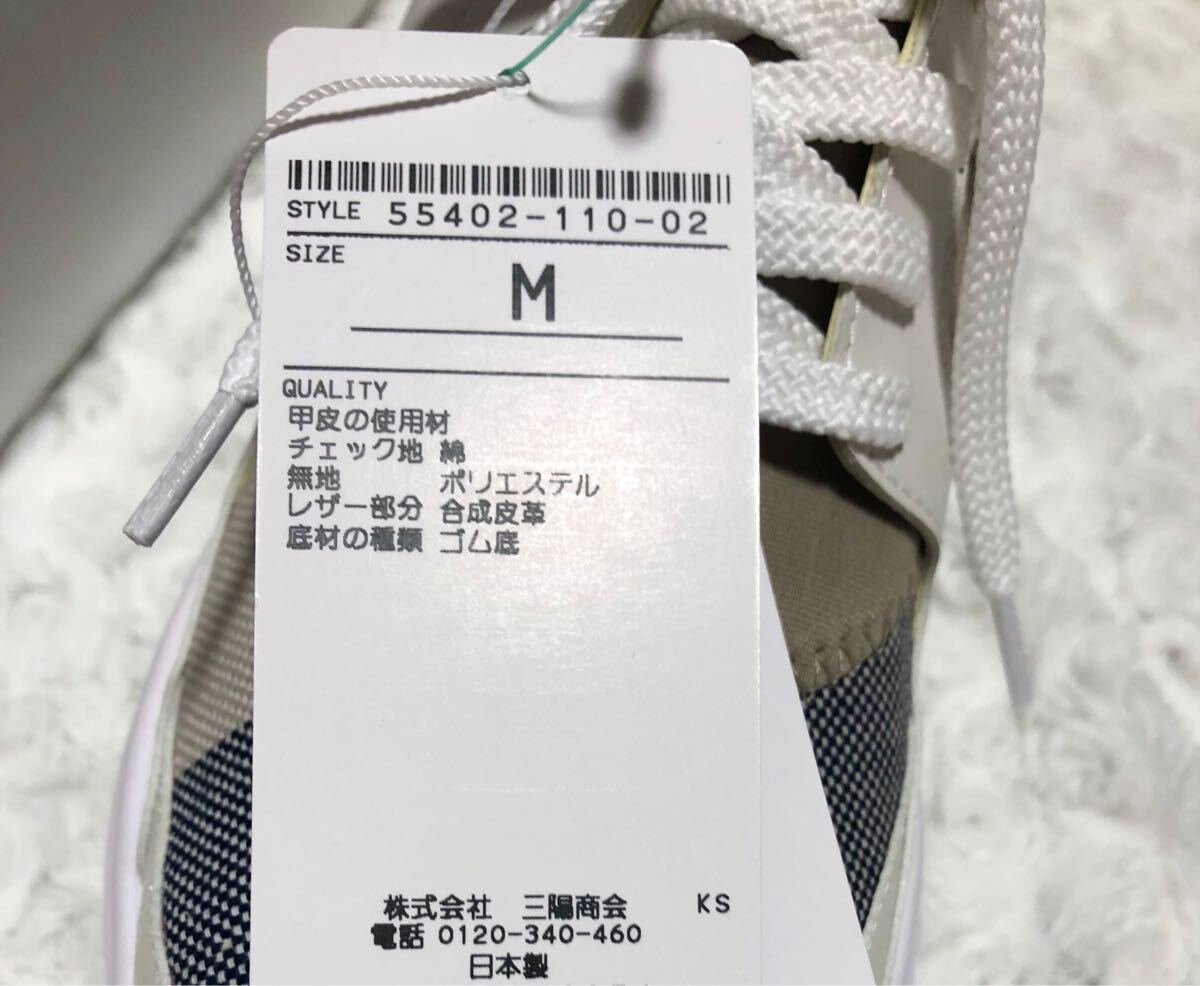 STYLE 55402-110-02
SIZE
M
QUALITY
甲皮の使用材
チェック地 綿
無地 ポリエステル
レザー部分 合成皮革
底材の種類 ゴム底
株式会社 三陽商会 KS
電話 0120-340-460
日本製